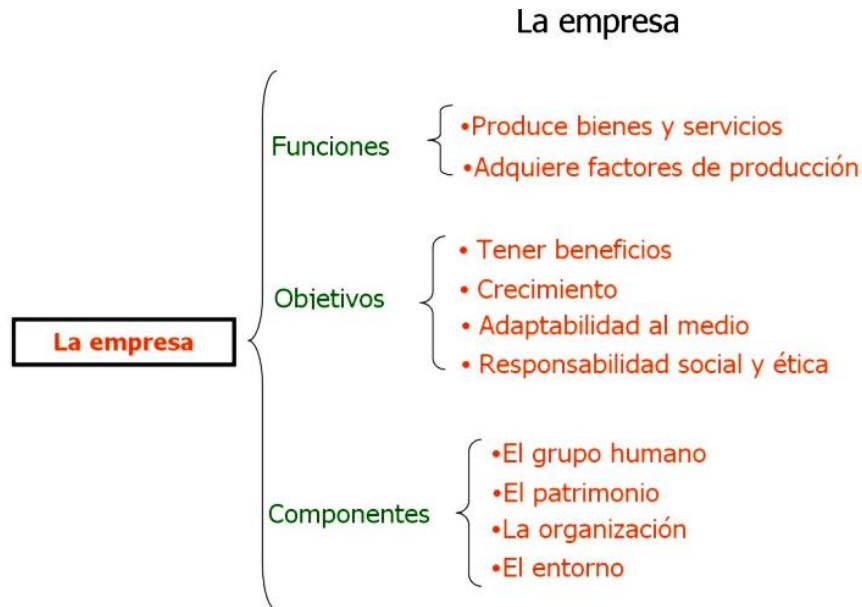 La empresa
La empresa
Funciones
•Produce bienes y servicios
•Adquiere factores de producción
Objetivos
• Tener beneficios
• Crecimiento
• Adaptabilidad al medio
• Responsabilidad social y ética
Componentes
•El grupo humano
•El patrimonio
•La organización
•El entorno